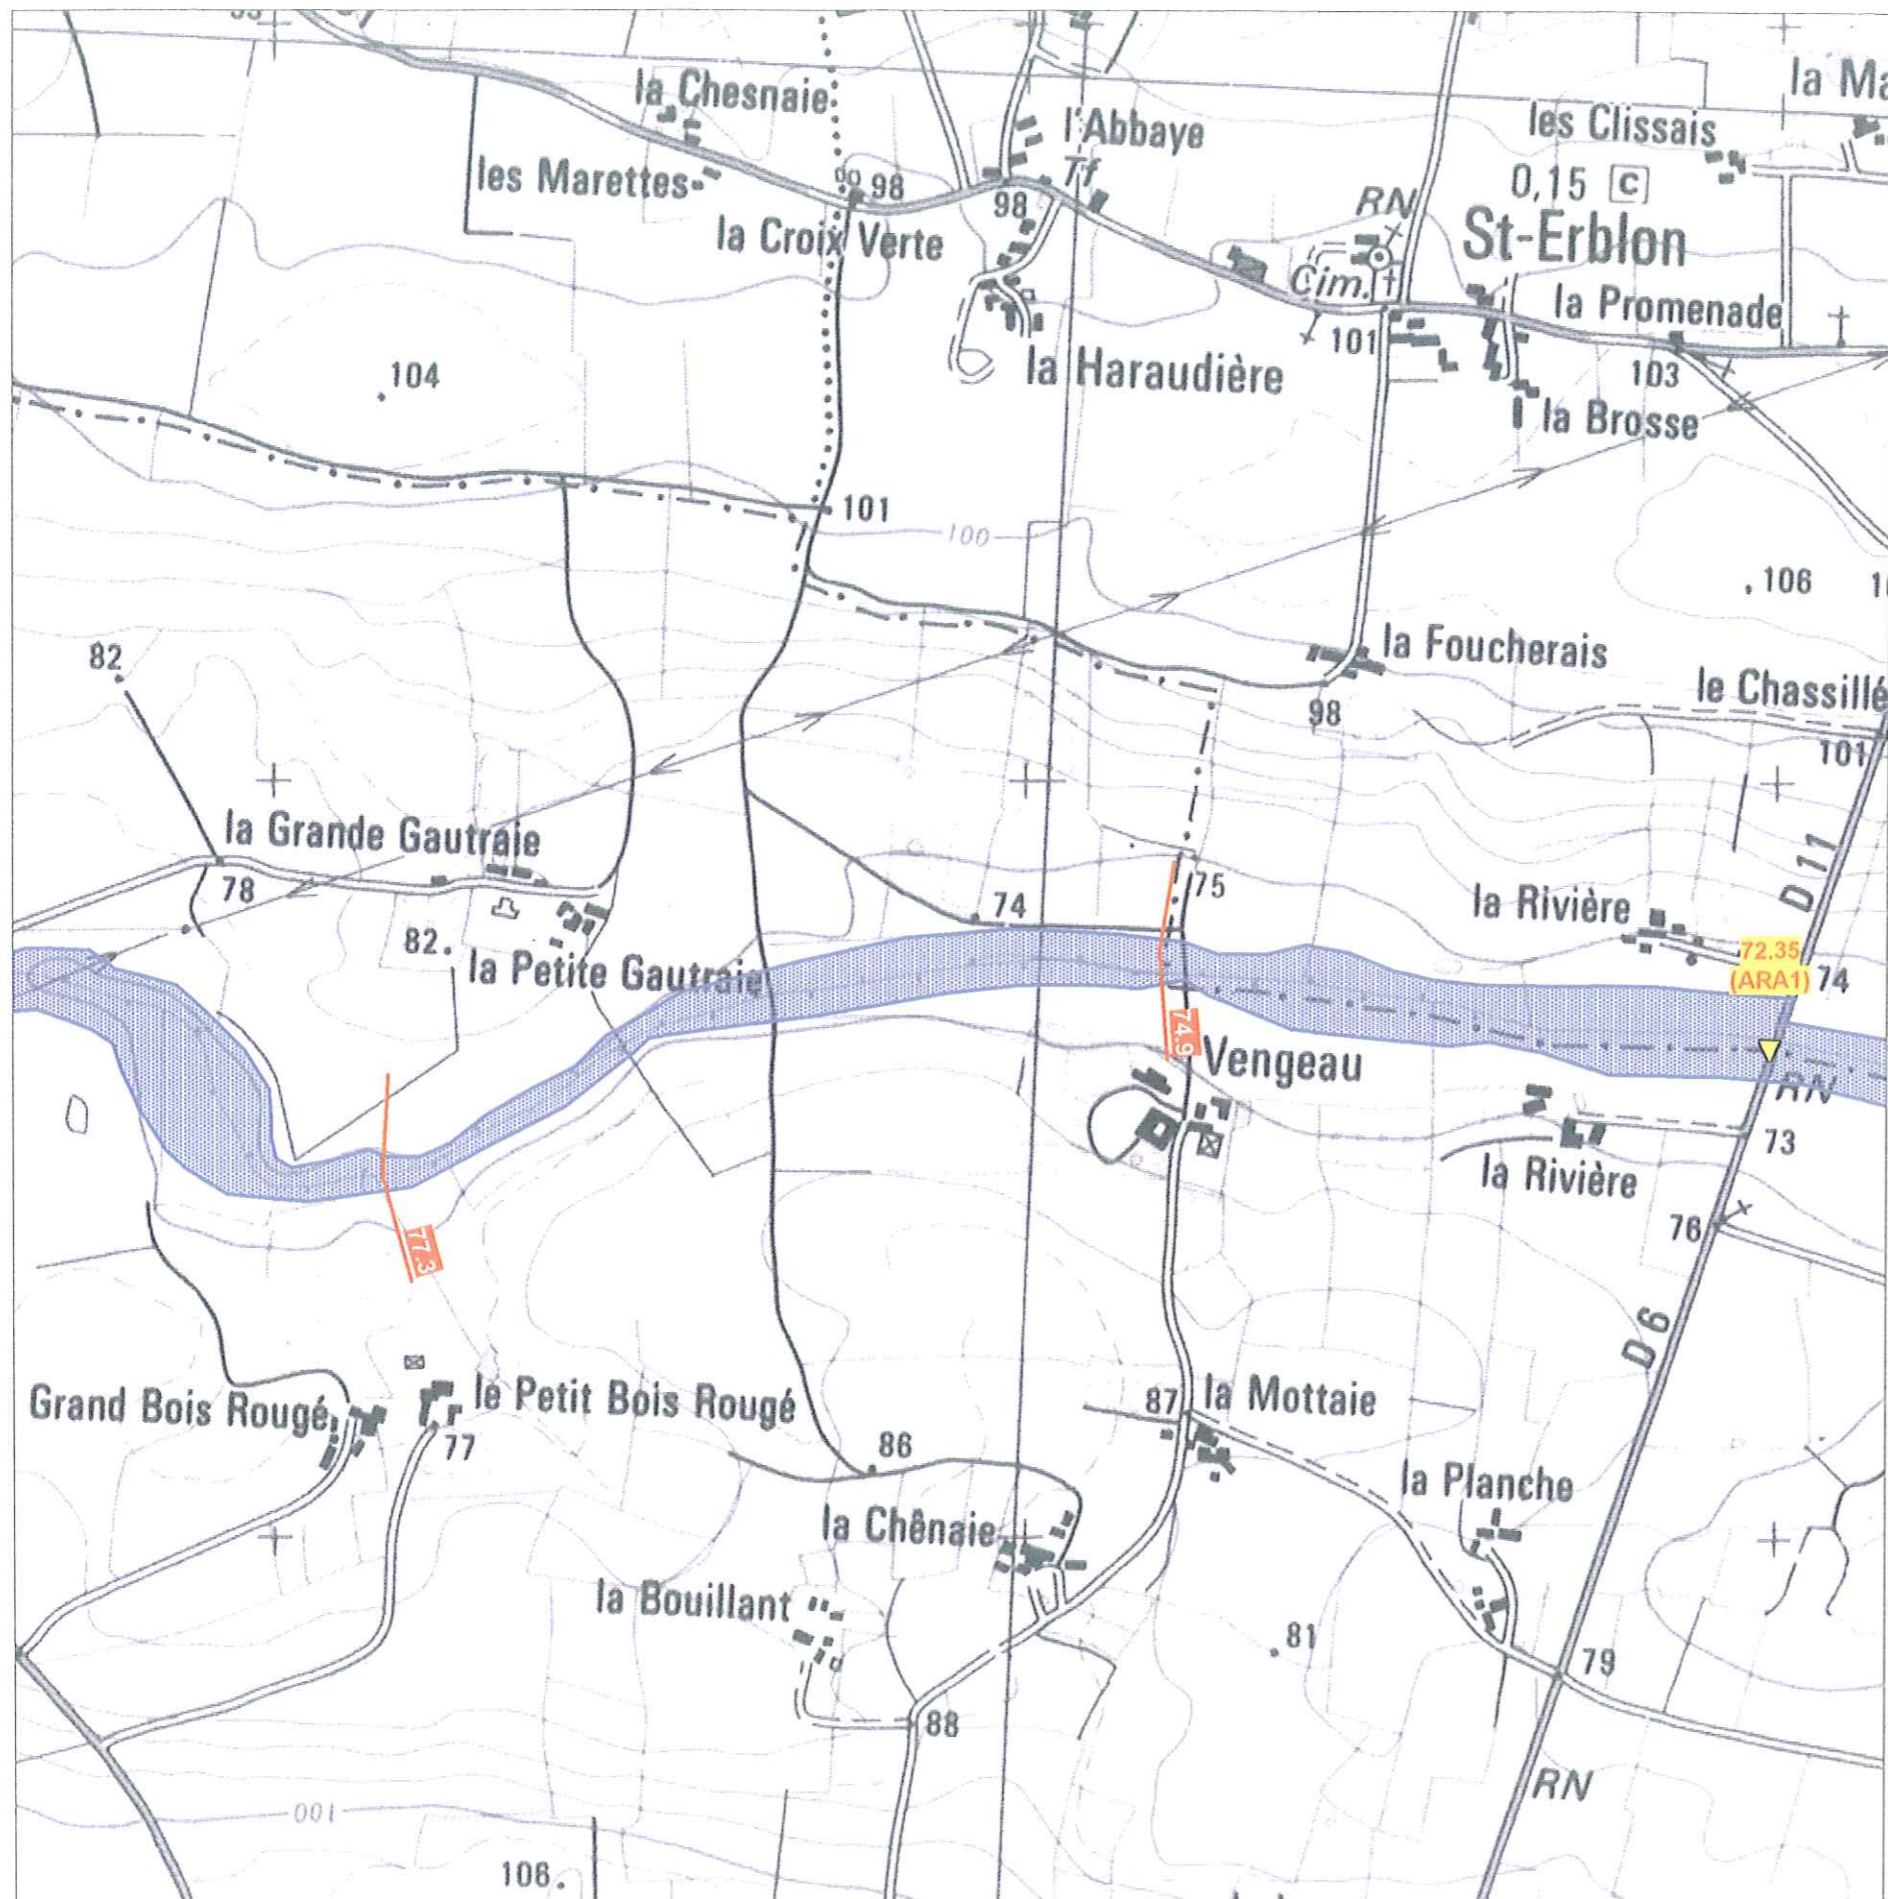 la Chesnaie
l'Abbaye
la Ma
les Clissais
les Marettes
98
Tf
0,15 C
98
RN
la Croix Verte
St-Erblon
Cim.
la Promenade
101
104
la Haraudière
103
la Brosse
101
100
106
82
la Foucherais
98
le Chassillé
101
la Grande Gautraie
78
75
D 11
74
la Rivière
82
la Petite Gautraie
72.35
(ARA1)
74
74.9
Vengeau
RN
73
la Rivière
76
77.3
D 6
Grand Bois Rougé
le Petit Bois Rougé
87
la Mottaie
77
86
la Planche
la Chênaie
la Bouillant
81
79
88
RN
100
106